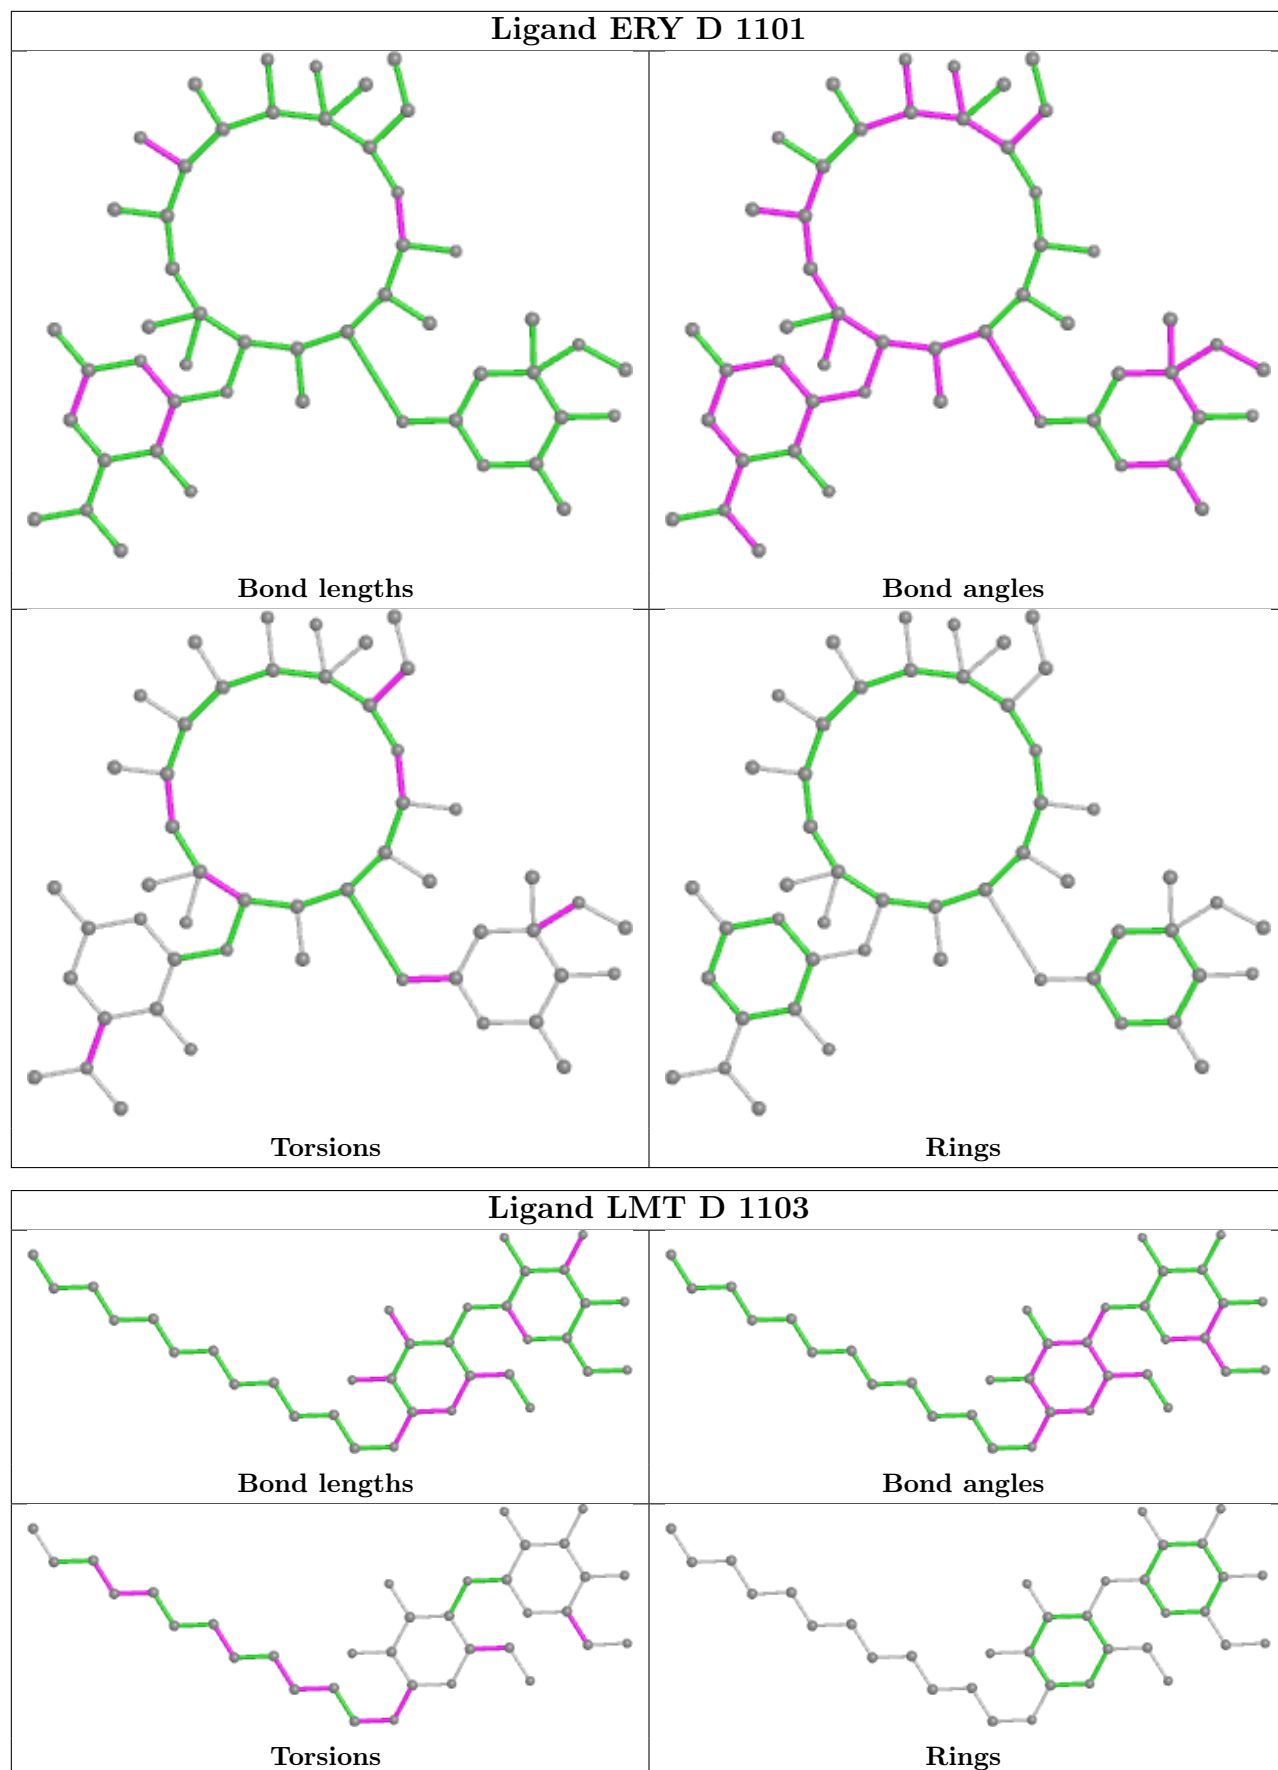 Ligand ERY D 1101
Bond lengths
Bond angles
Torsions
Rings
Ligand LMT D 1103
Bond lengths
Bond angles
Torsions
Rings